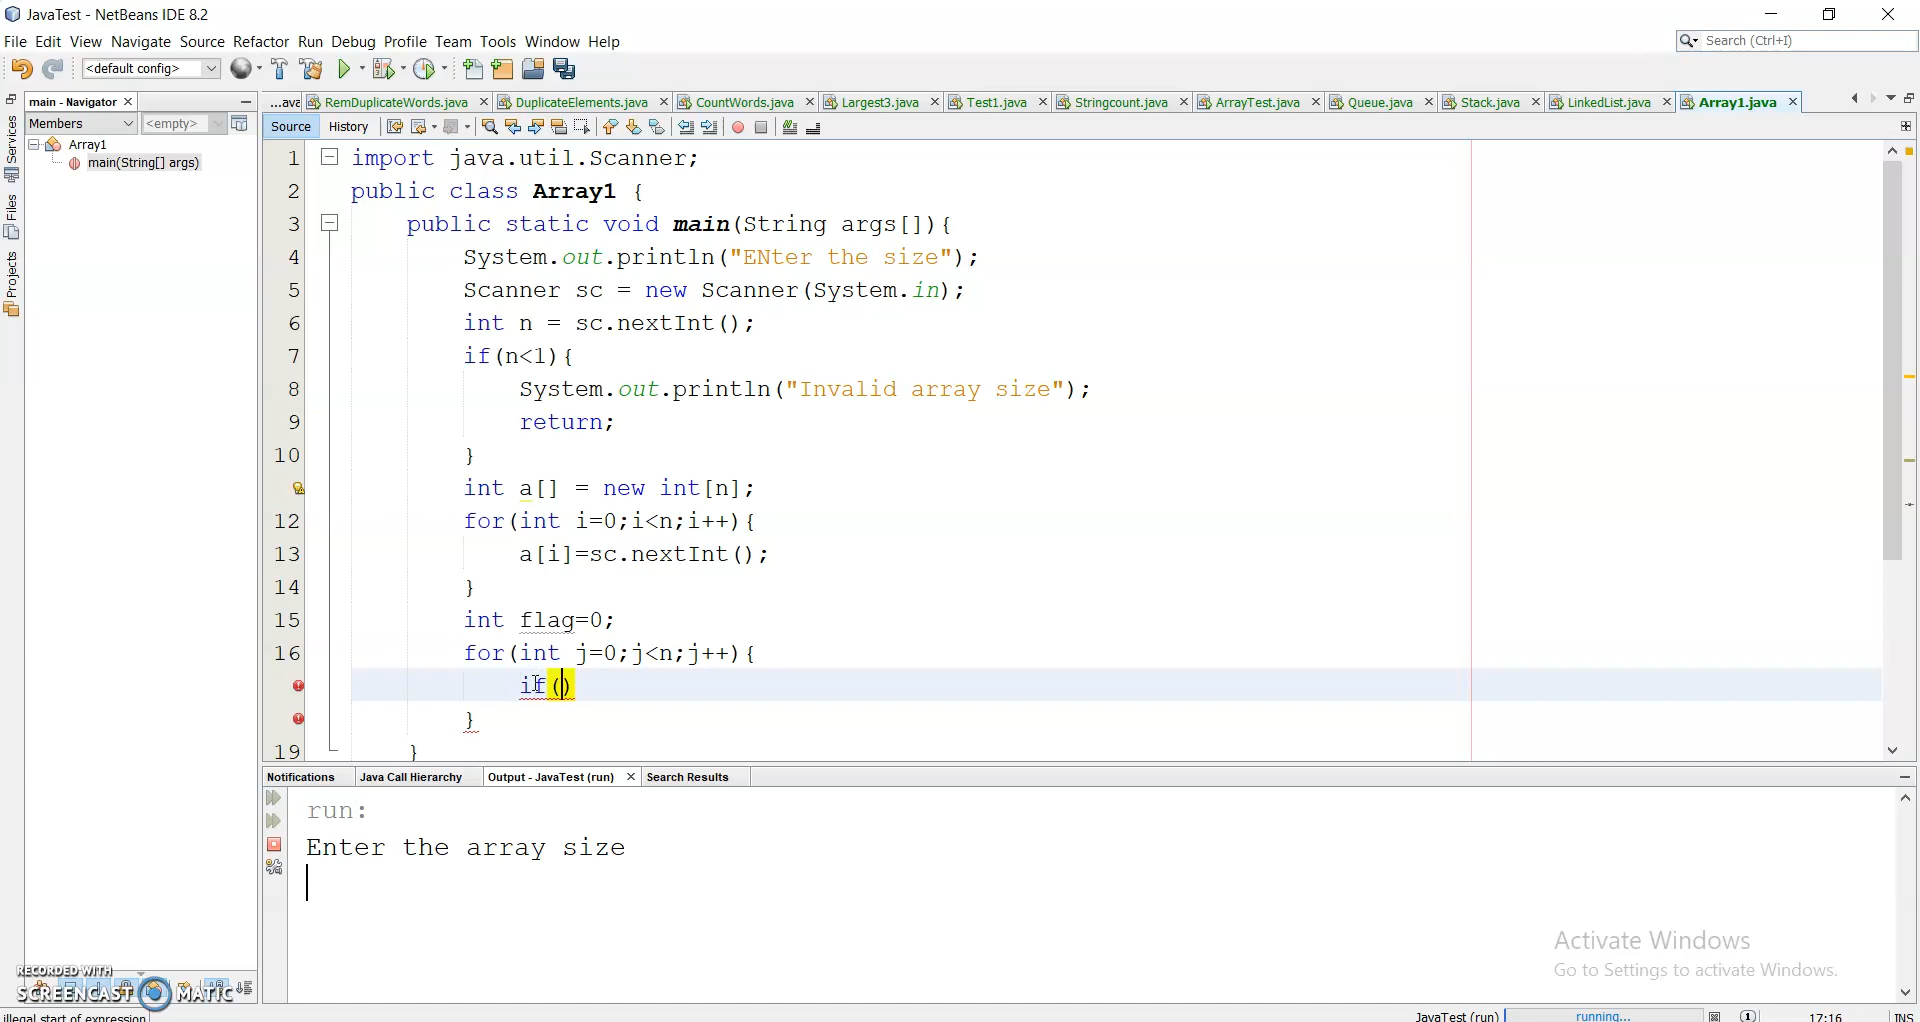 JavaTest - NetBeans IDE 8.2
File Edit View Navigate Source Refactor Run Debug Profile Team Tools Window Help
Search (Ctrl+I)
<default config>
main - Navigator
...ava RemDuplicateWords.java DuplicateElements.java CountWords.java Largest3.java Test1.java Stringcount.java ArrayTest.java Queue.java Stack.java LinkedList.java Array1.java
Members <empty>
Source History
Array1
main(String[] args)
Services
Files
Projects
1 import java.util.Scanner;
2 public class Array1 {
3 public static void main(String args[]){
4 System.out.println("ENter the size");
5 Scanner sc = new Scanner(System.in);
6 int n = sc.nextInt();
7 if(n<1){
8 System.out.println("Invalid array size");
9 return;
10 }
int a[] = new int[n];
12 for(int i=0;i<n;i++){
13 a[i]=sc.nextInt();
14 }
15 int flag=0;
16 for(int j=0;j<n;j++){
if()
}
19 }
Notifications Java Call Hierarchy Output - JavaTest (run) Search Results
run:
Enter the array size
Activate Windows
Go to Settings to activate Windows.
RECORDED WITH
SCREENCAST MATIC
illegal start of expression
JavaTest (run) running... 1 17:16 INS